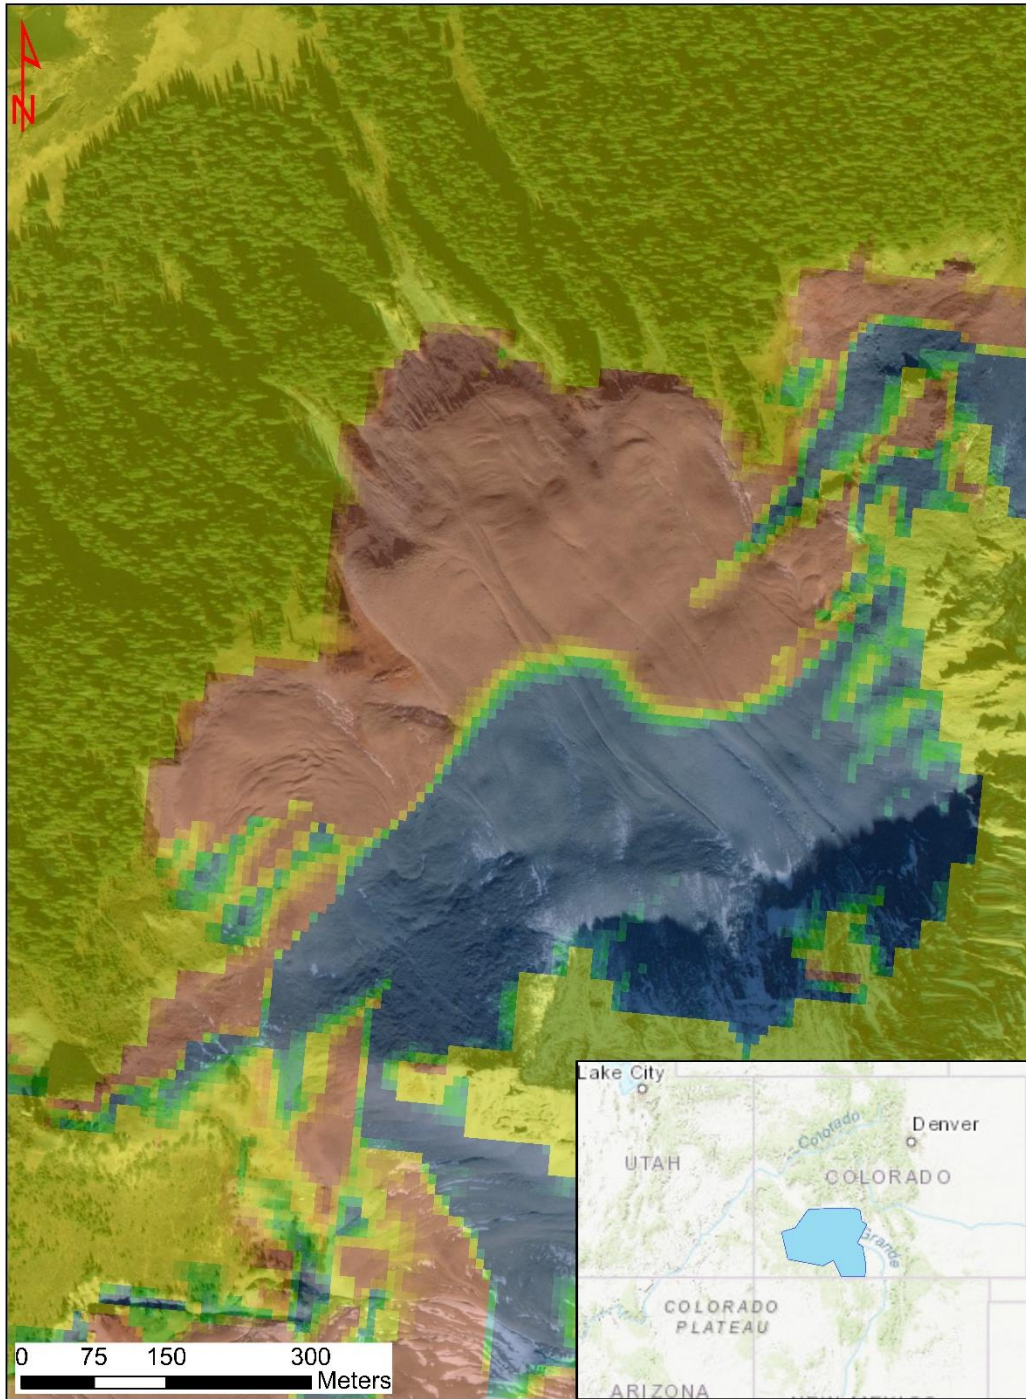 N
Lake City
Denver
Colorado
UTAH
COLORADO
Grande
COLORADO
PLATEAU
ARIZONA
0 75 150 300
Meters